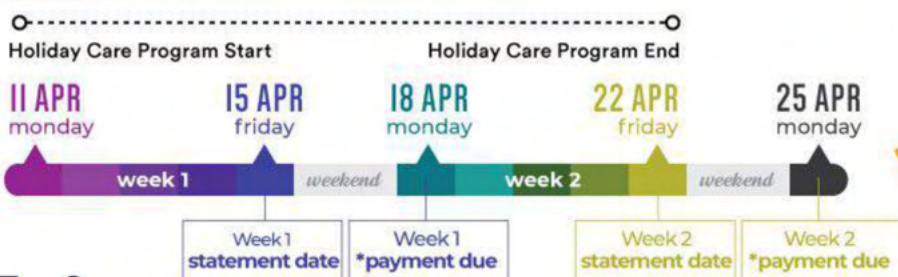 Holiday Care Program Start
Holiday Care Program End
11 APR
monday
15 APR
friday
18 APR
monday
22 APR
friday
25 APR
monday
week 1
weekend
week 2
weekend
Week 1
statement date
Week 1
*payment due
Week 2
statement date
Week 2
*payment due